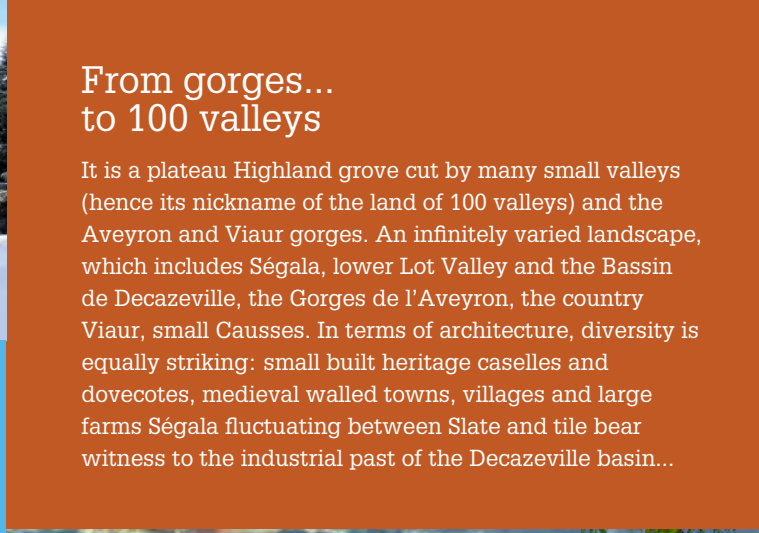 From gorges...
to 100 valleys
It is a plateau Highland grove cut by many small valleys
(hence its nickname of the land of 100 valleys) and the
Aveyron and Viaur gorges. An infinitely varied landscape,
which includes Ségala, lower Lot Valley and the Bassin
de Decazeville, the Gorges de l’Aveyron, the country
Viaur, small Causses. In terms of architecture, diversity is
equally striking: small built heritage caselles and
dovecotes, medieval walled towns, villages and large
farms Ségala fluctuating between Slate and tile bear
witness to the industrial past of the Decazeville basin...